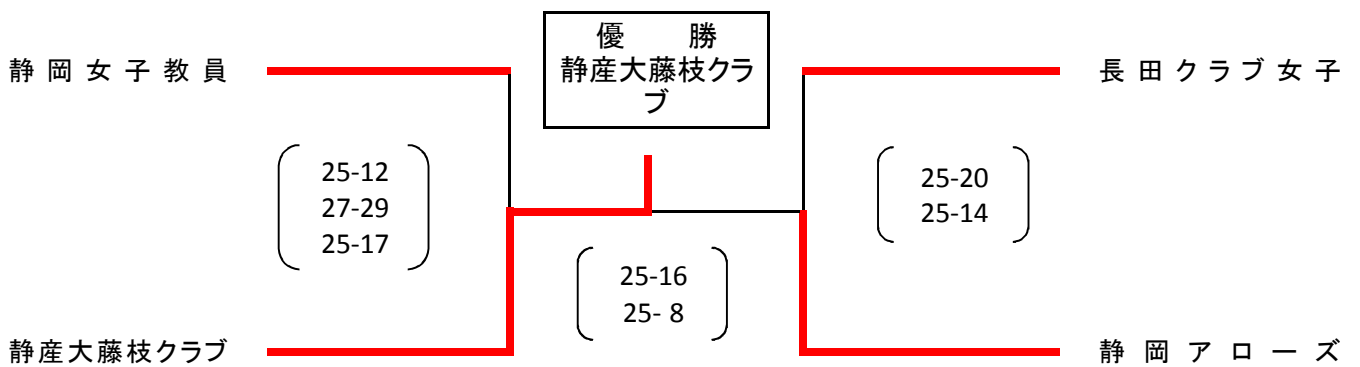 優　　勝
静産大藤枝クラ
ブ
静岡女子教員
長田クラブ女子
25-12
27-29
25-17
25-20
25-14
25-16
25- 8
静産大藤枝クラブ
静岡アローズ